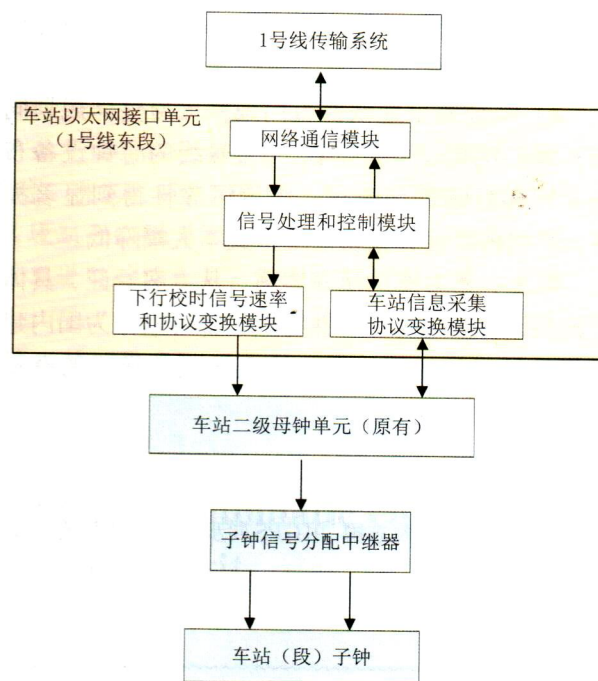 1号线传输系统
车站以太网接口单元
（1号线东段）
网络通信模块
信号处理和控制模块
下行校时信号速率
和协议变换模块
车站信息采集
协议变换模块
车站二级母钟单元（原有）
子钟信号分配中继器
车站（段）子钟